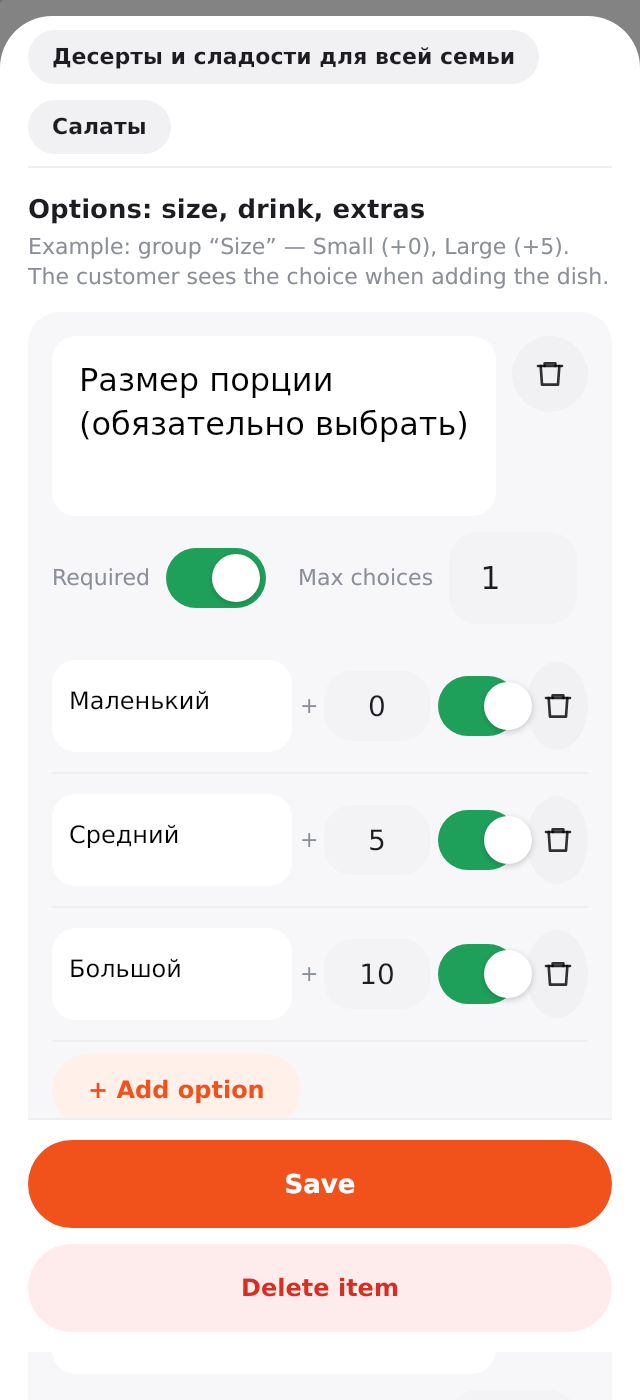 Десерты и сладости для всей семьи
Салаты
Options: size, drink, extras
Example: group “Size” — Small (+0), Large (+5).
The customer sees the choice when adding the dish.
Размер порции
(обязательно выбрать)
Required Max choices 1
Маленький + 0
Средний + 5
Большой + 10
+ Add option
Save
Delete item